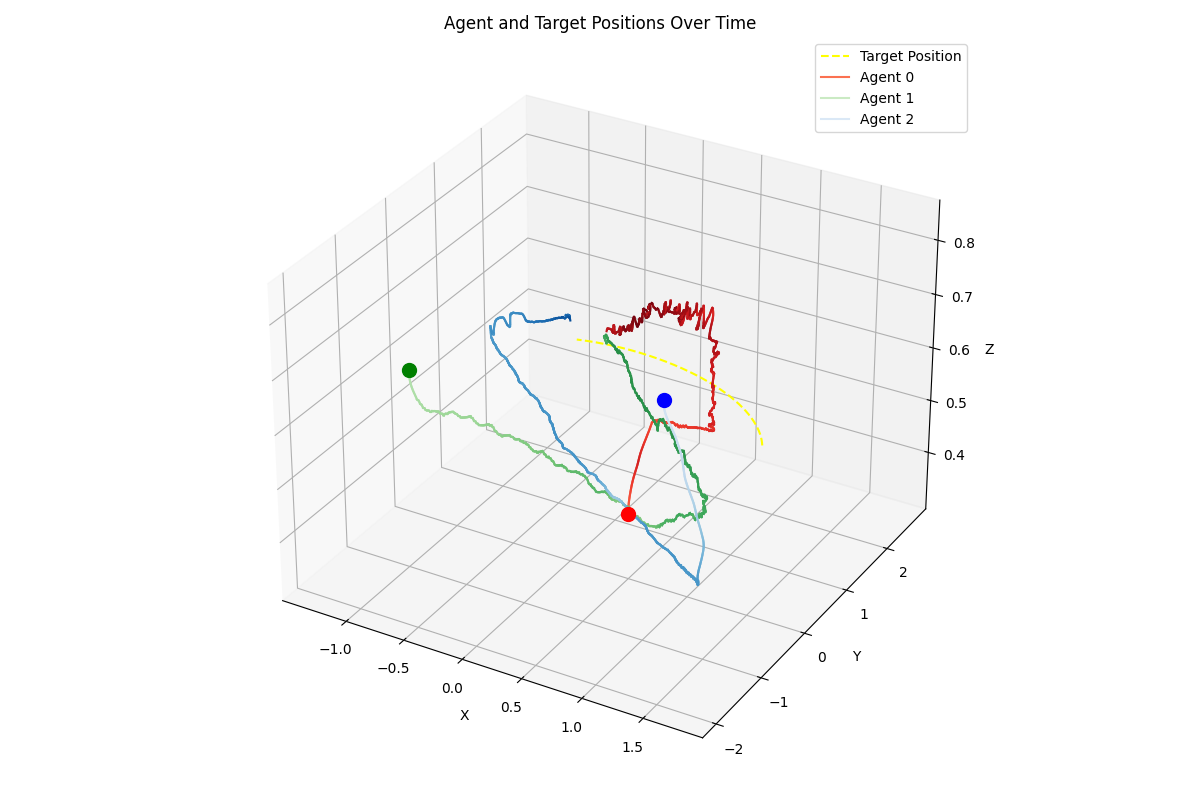 Agent and Target Positions Over Time
Target Position
Agent 0
Agent 1
Agent 2
0.8
0.7
Z
0.6
0.5
0.4
2
1
0
Y
−1
−2
−1.0
−0.5
0.0
0.5
X
1.0
1.5